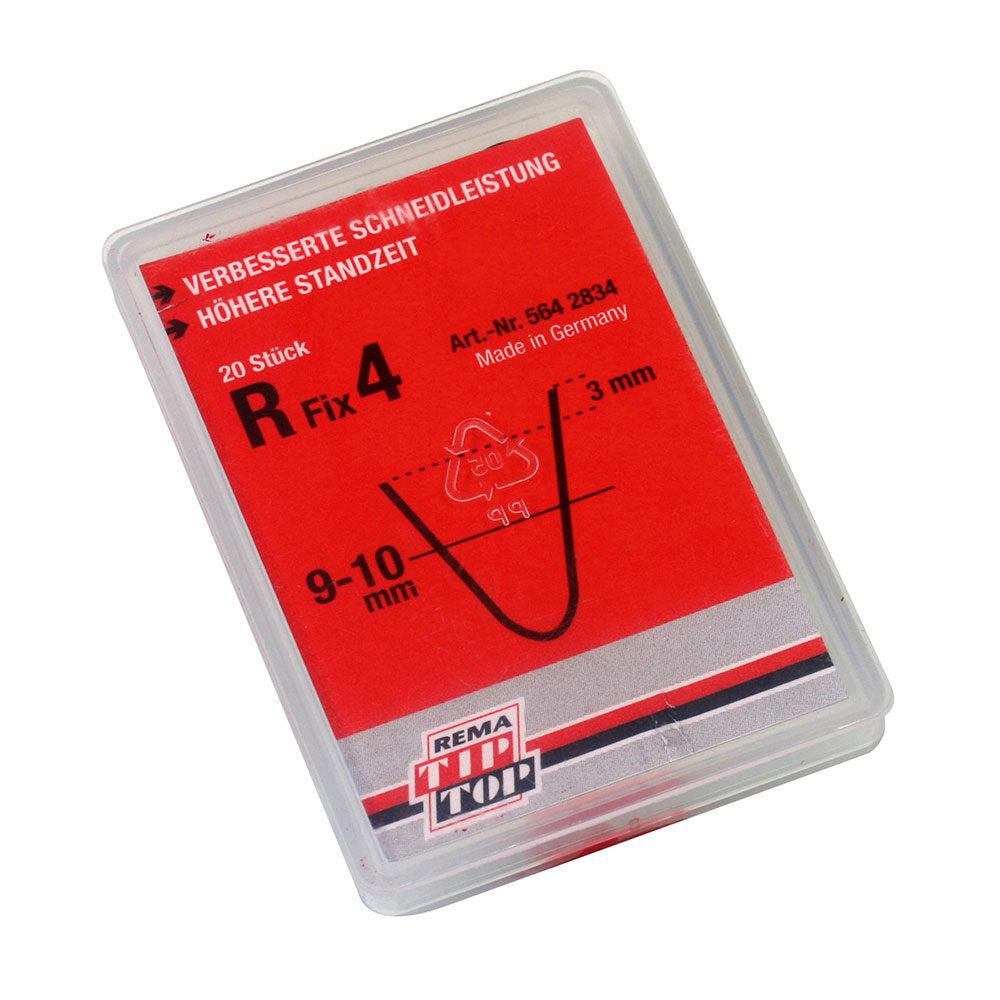 VERBESSERTE SCHNEIDLEISTUNG
HÖHERE STANDZEIT
20 Stück
R Fix 4
Art.-Nr. 564 2834
Made in Germany
3 mm
05
PP
9-10
mm
REMA
TIP
TOP